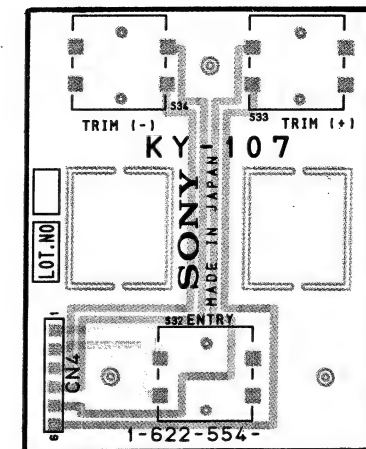 S34
S33
TRIM (-)
TRIM (+)
KY-107
SONY
MADE IN JAPAN
LOT.NO
S32 ENTRY
1
CN4
6
1-622-554-